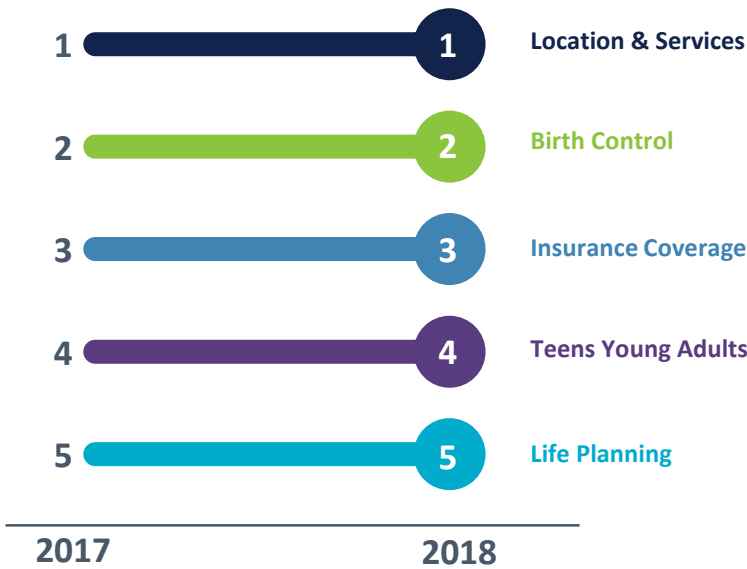 1 1 Location & Services
2 2 Birth Control
3 3 Insurance Coverage
4 4 Teens Young Adults
5 5 Life Planning
2017 2018